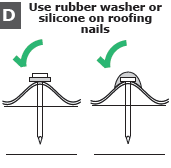 D
Use rubber washer or
silicone on roofing
nails